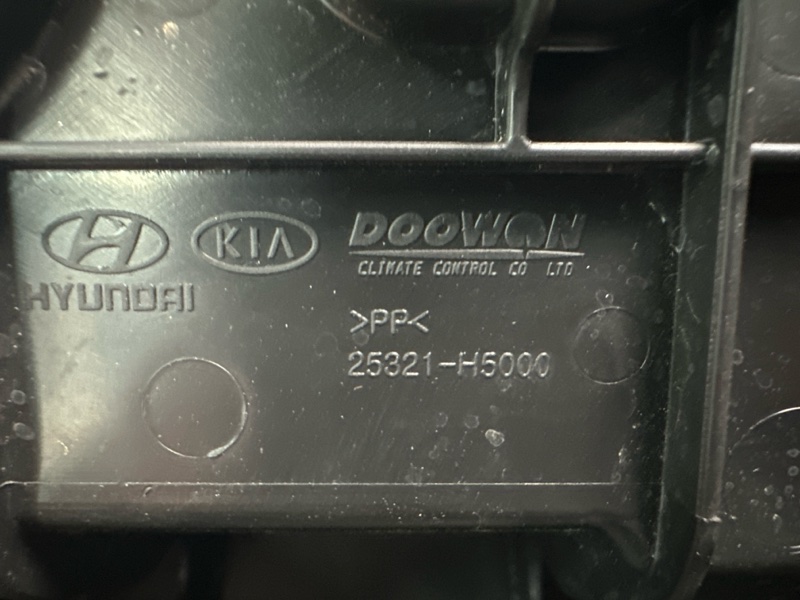 HYUNDAI
KIA
DOOWON
CLIMATE CONTROL CO LTD
>PP<
25321-H5000